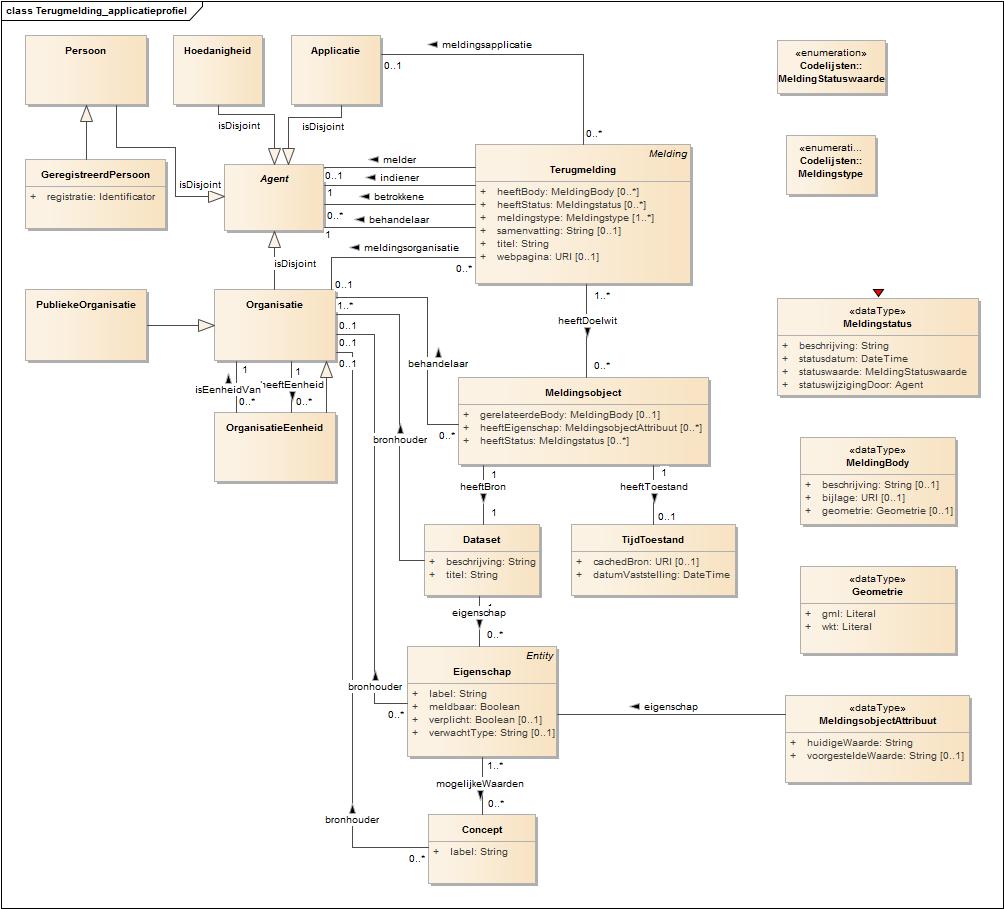 class Terugmelding_applicatieprofiel
Persoon
Hoedanigheid
Applicatie
meldingsapplicatie
0..1
0..*
«enumeration»
Codelijsten::
MeldingStatuswaarde
«enumerati...
Codelijsten::
Meldingstype
isDisjoint
isDisjoint
isDisjoint
GeregistreerdPersoon
+ registratie: Identificator
Agent
melder
0..1
indiener
1
betrokkene
0..*
behandelaar
1
Melding
Terugmelding
+ heeftBody: MeldingBody [0..*]
+ heeftStatus: Meldingstatus [0..*]
+ meldingstype: Meldingstype [1..*]
+ samenvatting: String [0..1]
+ titel: String
+ webpagina: URI [0..1]
meldingsorganisatie
0..*
0..1
isDisjoint
PubliekeOrganisatie
Organisatie
1..*
0..1
0..1
0..1
1..*
heeftDoelwit
0..*
behandelaar
0..*
«dataType»
Meldingstatus
+ beschrijving: String
+ statusdatum: DateTime
+ statuswaarde: MeldingStatuswaarde
+ statuswijzigingDoor: Agent
1
isEenheidVan
0..*
1
heeftEenheid
0..*
OrganisatieEenheid
Meldingsobject
+ gerelateerdeBody: MeldingBody [0..1]
+ heeftEigenschap: MeldingsobjectAttribuut [0..*]
+ heeftStatus: Meldingstatus [0..*]
bronhouder
1
heeftBron
1
1
heeftToestand
0..1
«dataType»
MeldingBody
+ beschrijving: String [0..1]
+ bijlage: URI [0..1]
+ geometrie: Geometrie [0..1]
Dataset
+ beschrijving: String
+ titel: String
TijdToestand
+ cachedBron: URI [0..1]
+ datumVaststelling: DateTime
«dataType»
Geometrie
+ gml: Literal
+ wkt: Literal
eigenschap
0..*
Entity
Eigenschap
+ label: String
+ meldbaar: Boolean
+ verplicht: Boolean [0..1]
+ verwachtType: String [0..1]
bronhouder
0..*
eigenschap
«dataType»
MeldingsobjectAttribuut
+ huidigeWaarde: String
+ voorgesteldeWaarde: String [0..1]
1..*
mogelijkeWaarden
0..*
bronhouder
0..*
Concept
+ label: String